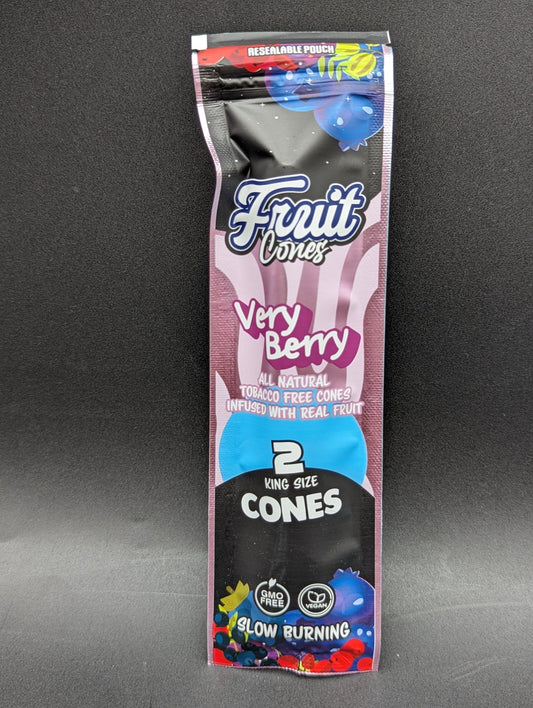 RESEALABLE POUCH
Fruit
Cones
Very
Berry
ALL NATURAL
TOBACCO FREE CONES
INFUSED WITH REAL FRUIT
2
KING SIZE
CONES
GMO
FREE
VEGAN
SLOW BURNING